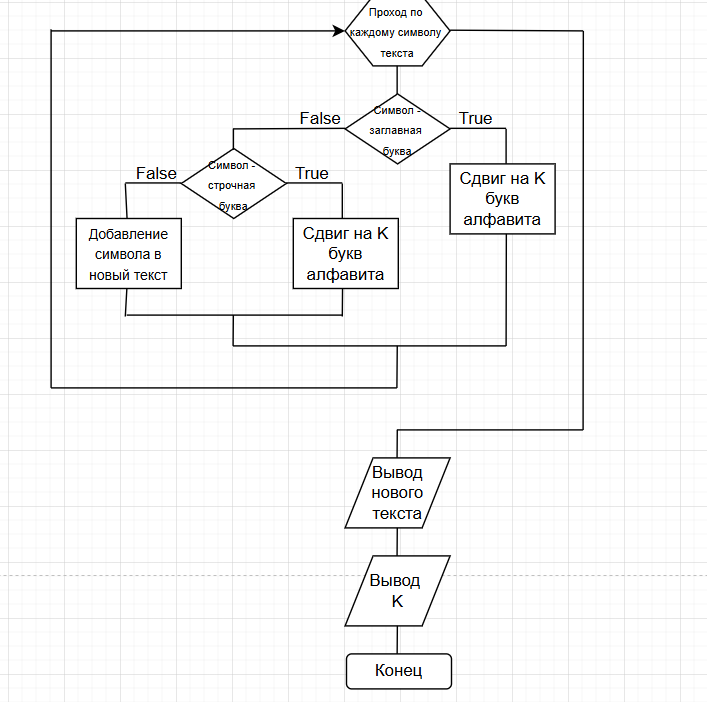 Проход по
каждому символу
текста
False
Символ -
заглавная
буква
True
False
Символ -
строчная
буква
True
Сдвиг на K
букв
алфавита
Добавление
символа в
новый текст
Сдвиг на K
букв
алфавита
Вывод
нового
текста
Вывод
K
Конец